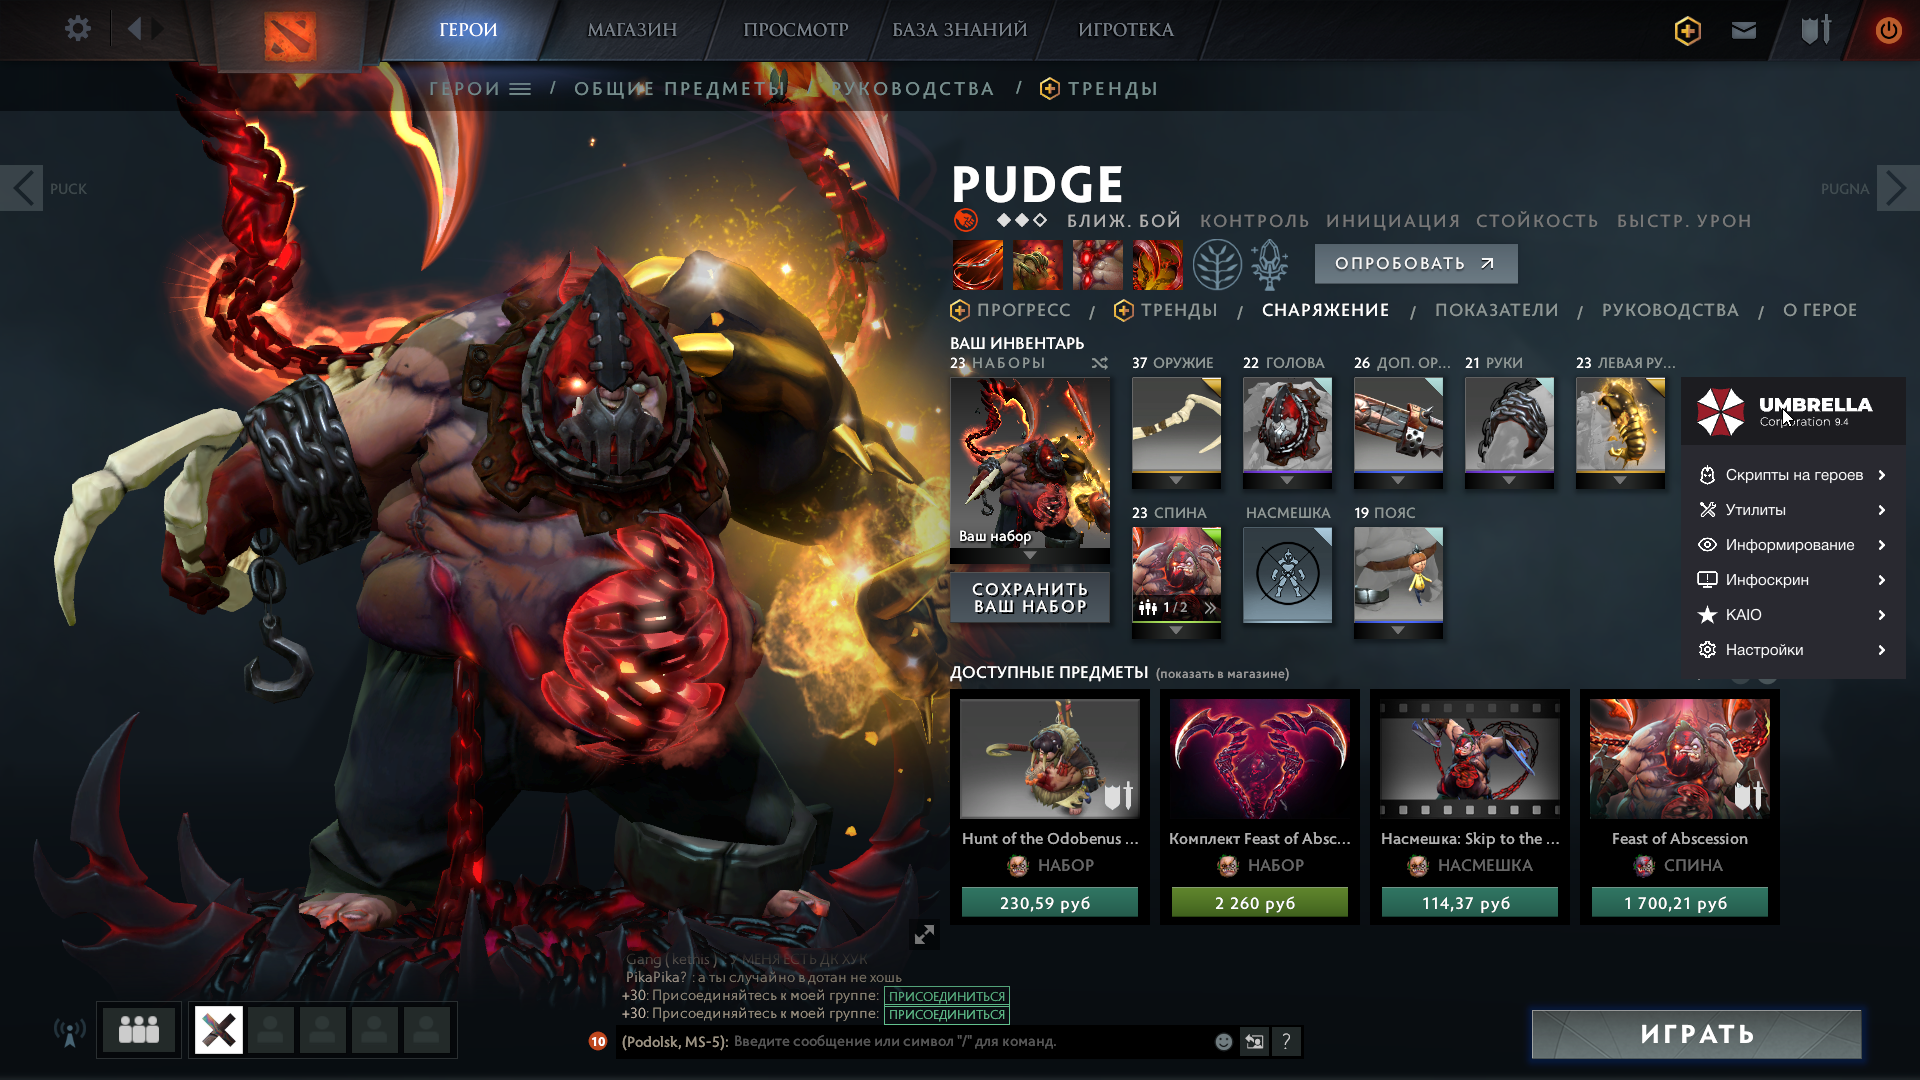 ГЕРОИ
МАГАЗИН
ПРОСМОТР
БАЗА ЗНАНИЙ
ИГРОТЕКА
ГЕРОИ / ОБЩИЕ ПРЕДМЕТЫ / РУКОВОДСТВА / ТРЕНДЫ
PUCK
PUGNA
PUDGE
БЛИЖ. БОЙ КОНТРОЛЬ ИНИЦИАЦИЯ СТОЙКОСТЬ БЫСТР. УРОН
ОПРОБОВАТЬ
ПРОГРЕСС / ТРЕНДЫ / СНАРЯЖЕНИЕ / ПОКАЗАТЕЛИ / РУКОВОДСТВА / О ГЕРОЕ
ВАШ ИНВЕНТАРЬ
23 НАБОРЫ
37 ОРУЖИЕ
22 ГОЛОВА
26 ДОП. ОР...
21 РУКИ
23 ЛЕВАЯ РУ...
Ваш набор
СОХРАНИТЬ
ВАШ НАБОР
23 СПИНА
НАСМЕШКА
19 ПОЯС
1/2
UMBRELLA
Corporation 9.4
Скрипты на героев
Утилиты
Информирование
Инфоскрин
KAIO
Настройки
ДОСТУПНЫЕ ПРЕДМЕТЫ (показать в магазине)
Hunt of the Odobenus ...
НАБОР
230,59 руб
Комплект Feast of Absc...
НАБОР
2 260 руб
Насмешка: Skip to the ...
НАСМЕШКА
114,37 руб
Feast of Abscession
СПИНА
1 700,21 руб
Gang ( kethis ) : У МЕНЯ ЕСТЬ ДК ХУК
PikaPika? : а ты случайно в дотан не хошь
+30: Присоединяйтесь к моей группе: ПРИСОЕДИНИТЬСЯ
+30: Присоединяйтесь к моей группе: ПРИСОЕДИНИТЬСЯ
10 (Podolsk, MS-5): Введите сообщение или символ "/" для команд.
?
ИГРАТЬ